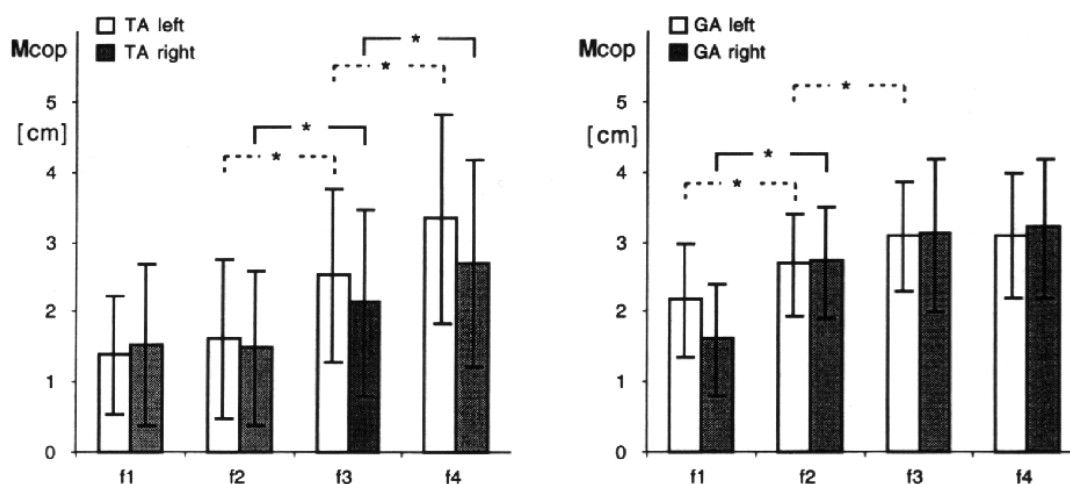 Mcop
TA left
TA right
[cm]
5
4
3
2
1
0
f1 f2 f3 f4
* * * *
Mcop
GA left
GA right
[cm]
5
4
3
2
1
0
f1 f2 f3 f4
* * *